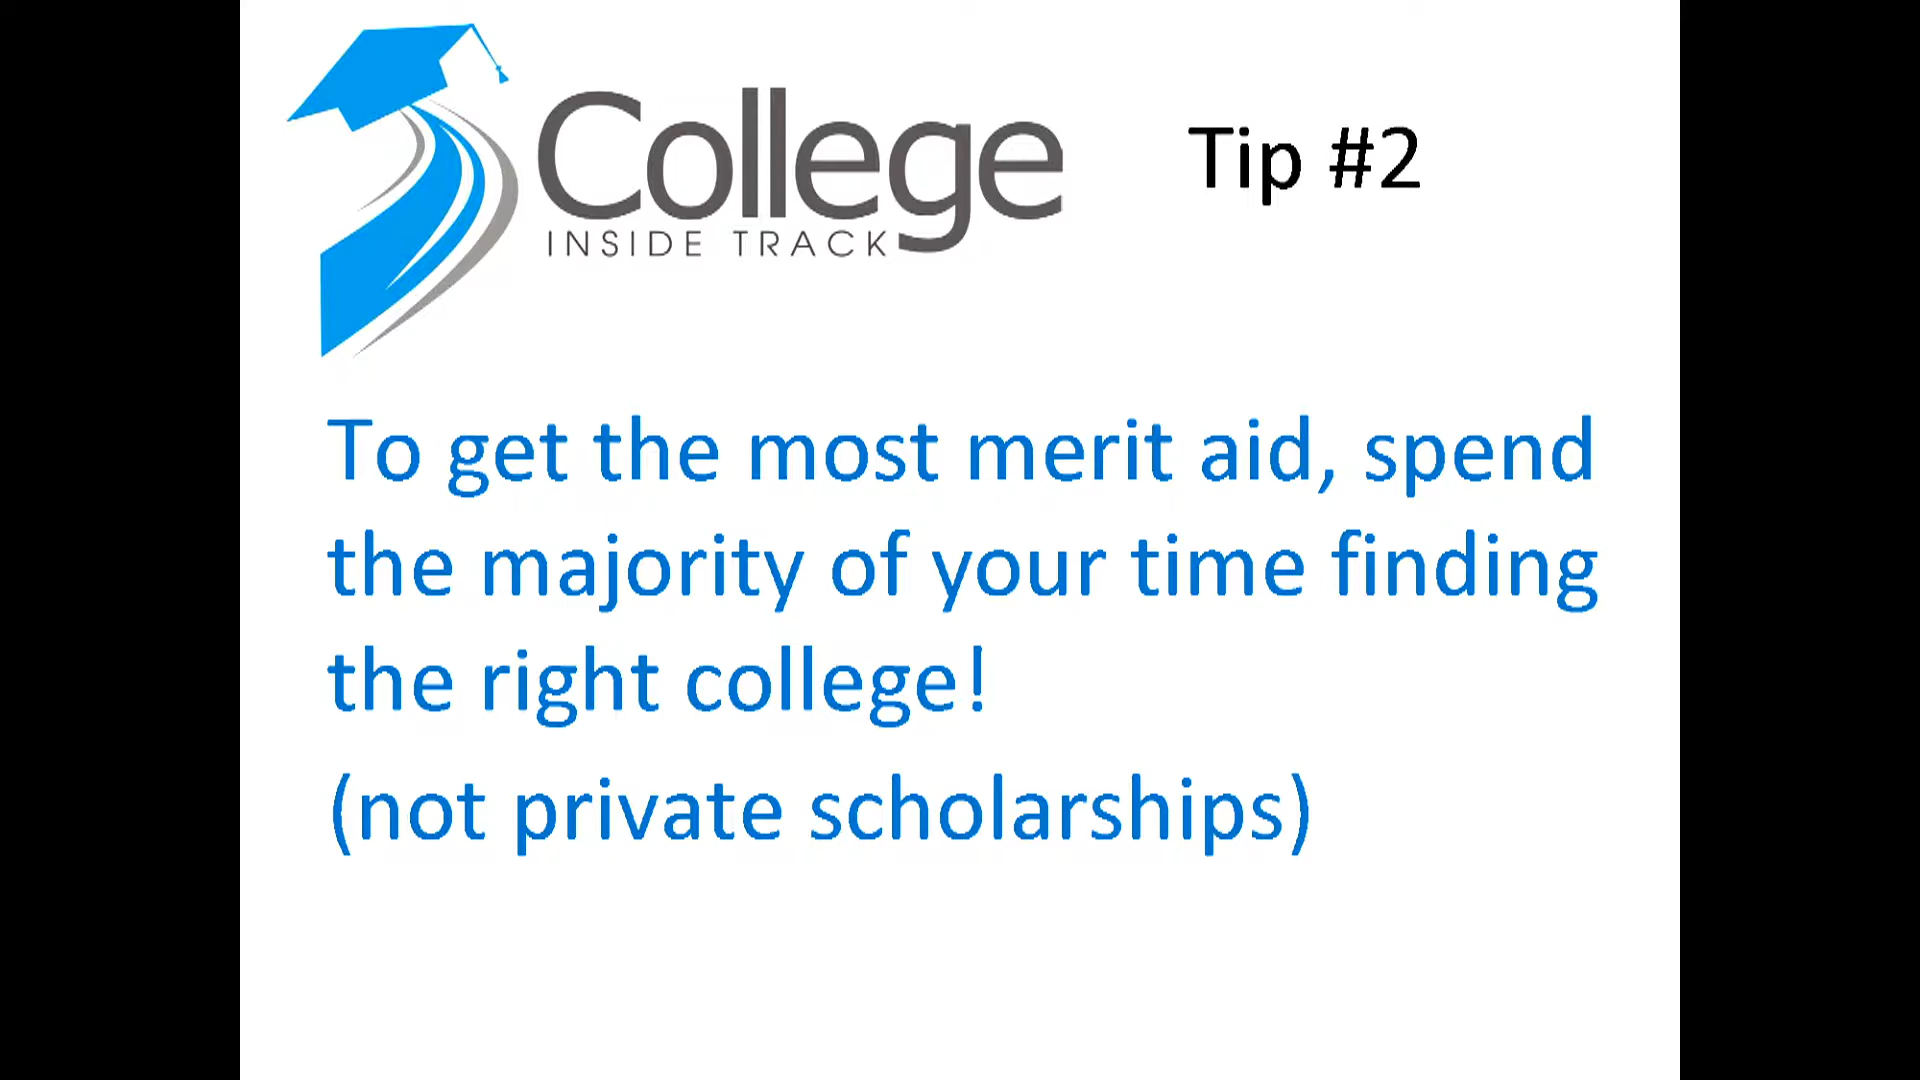 College
INSIDE TRACK
Tip #2
To get the most merit aid, spend
the majority of your time finding
the right college!
(not private scholarships)